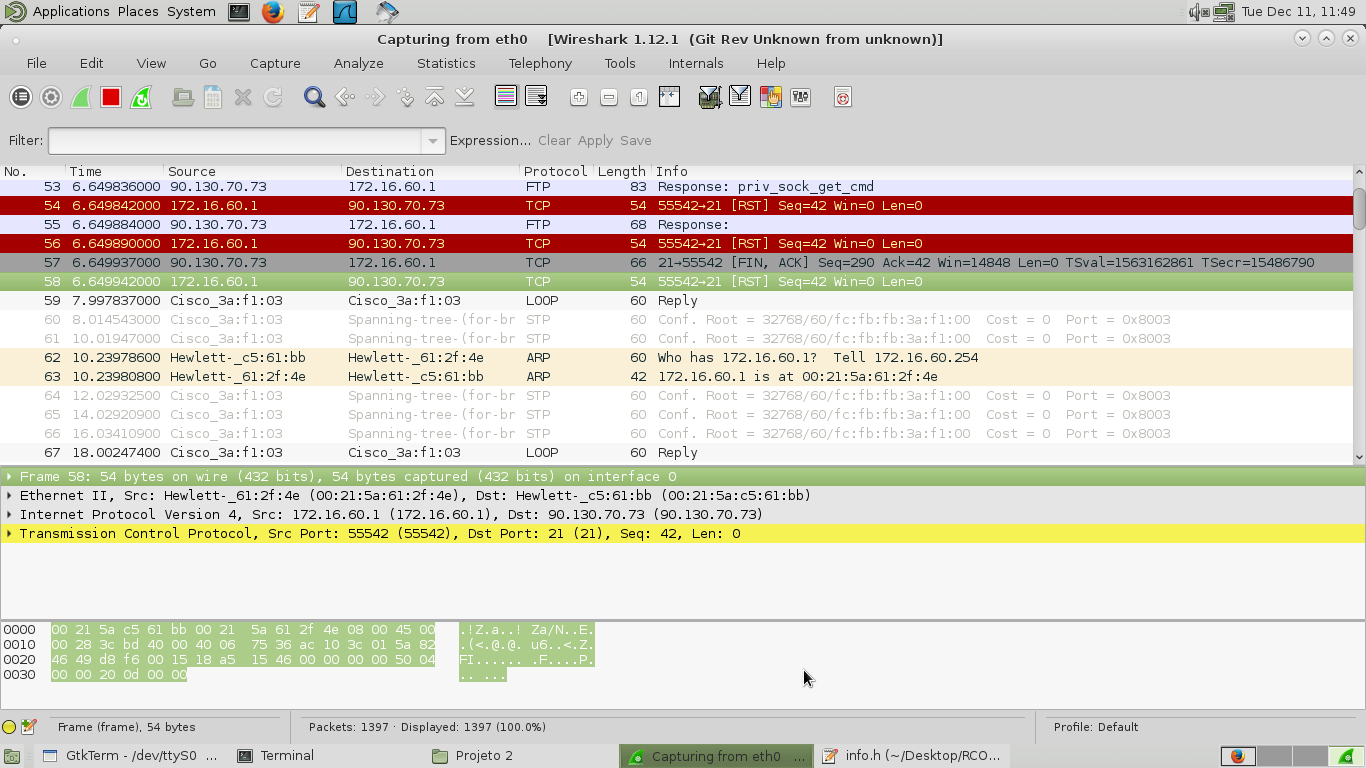 Applications Places System Tue Dec 11, 11:49
Capturing from eth0 [Wireshark 1.12.1 (Git Rev Unknown from unknown)]
File Edit View Go Capture Analyze Statistics Telephony Tools Internals Help
Filter: Expression... Clear Apply Save
No. Time Source Destination Protocol Length Info
53 6.649836000 90.130.70.73 172.16.60.1 FTP 83 Response: priv_sock_get_cmd
54 6.649842000 172.16.60.1 90.130.70.73 TCP 54 55542→21 [RST] Seq=42 Win=0 Len=0
55 6.649884000 90.130.70.73 172.16.60.1 FTP 68 Response:
56 6.649890000 172.16.60.1 90.130.70.73 TCP 54 55542→21 [RST] Seq=42 Win=0 Len=0
57 6.649937000 90.130.70.73 172.16.60.1 TCP 66 21→55542 [FIN, ACK] Seq=290 Ack=42 Win=14848 Len=0 TSval=1563162861 TSecr=15486790
58 6.649942000 172.16.60.1 90.130.70.73 TCP 54 55542→21 [RST] Seq=42 Win=0 Len=0
59 7.997837000 Cisco_3a:f1:03 Cisco_3a:f1:03 LOOP 60 Reply
60 8.014543000 Cisco_3a:f1:03 Spanning-tree-(for-br STP 60 Conf. Root = 32768/60/fc:fb:fb:3a:f1:00 Cost = 0 Port = 0x8003
61 10.01947000 Cisco_3a:f1:03 Spanning-tree-(for-br STP 60 Conf. Root = 32768/60/fc:fb:fb:3a:f1:00 Cost = 0 Port = 0x8003
62 10.23978600 Hewlett-_c5:61:bb Hewlett-_61:2f:4e ARP 60 Who has 172.16.60.1? Tell 172.16.60.254
63 10.23980800 Hewlett-_61:2f:4e Hewlett-_c5:61:bb ARP 42 172.16.60.1 is at 00:21:5a:61:2f:4e
64 12.02932500 Cisco_3a:f1:03 Spanning-tree-(for-br STP 60 Conf. Root = 32768/60/fc:fb:fb:3a:f1:00 Cost = 0 Port = 0x8003
65 14.02920900 Cisco_3a:f1:03 Spanning-tree-(for-br STP 60 Conf. Root = 32768/60/fc:fb:fb:3a:f1:00 Cost = 0 Port = 0x8003
66 16.03410900 Cisco_3a:f1:03 Spanning-tree-(for-br STP 60 Conf. Root = 32768/60/fc:fb:fb:3a:f1:00 Cost = 0 Port = 0x8003
67 18.00247400 Cisco_3a:f1:03 Cisco_3a:f1:03 LOOP 60 Reply
Frame 58: 54 bytes on wire (432 bits), 54 bytes captured (432 bits) on interface 0
Ethernet II, Src: Hewlett-_61:2f:4e (00:21:5a:61:2f:4e), Dst: Hewlett-_c5:61:bb (00:21:5a:c5:61:bb)
Internet Protocol Version 4, Src: 172.16.60.1 (172.16.60.1), Dst: 90.130.70.73 (90.130.70.73)
Transmission Control Protocol, Src Port: 55542 (55542), Dst Port: 21 (21), Seq: 42, Len: 0
0000 00 21 5a c5 61 bb 00 21 5a 61 2f 4e 08 00 45 00 .!Z.a..! Za/N..E.
0010 00 28 3c bd 40 00 40 06 75 36 ac 10 3c 01 5a 82 .(<.@.@. u6..<.Z.
0020 46 49 d8 f6 00 15 18 a5 15 46 00 00 00 00 50 04 FI...... .F....P.
0030 00 00 20 0d 00 00 .. ...
Frame (frame), 54 bytes Packets: 1397 · Displayed: 1397 (100.0%) Profile: Default
GtkTerm - /dev/ttyS0 ... Terminal Projeto 2 Capturing from eth0 ... info.h (~/Desktop/RCO...